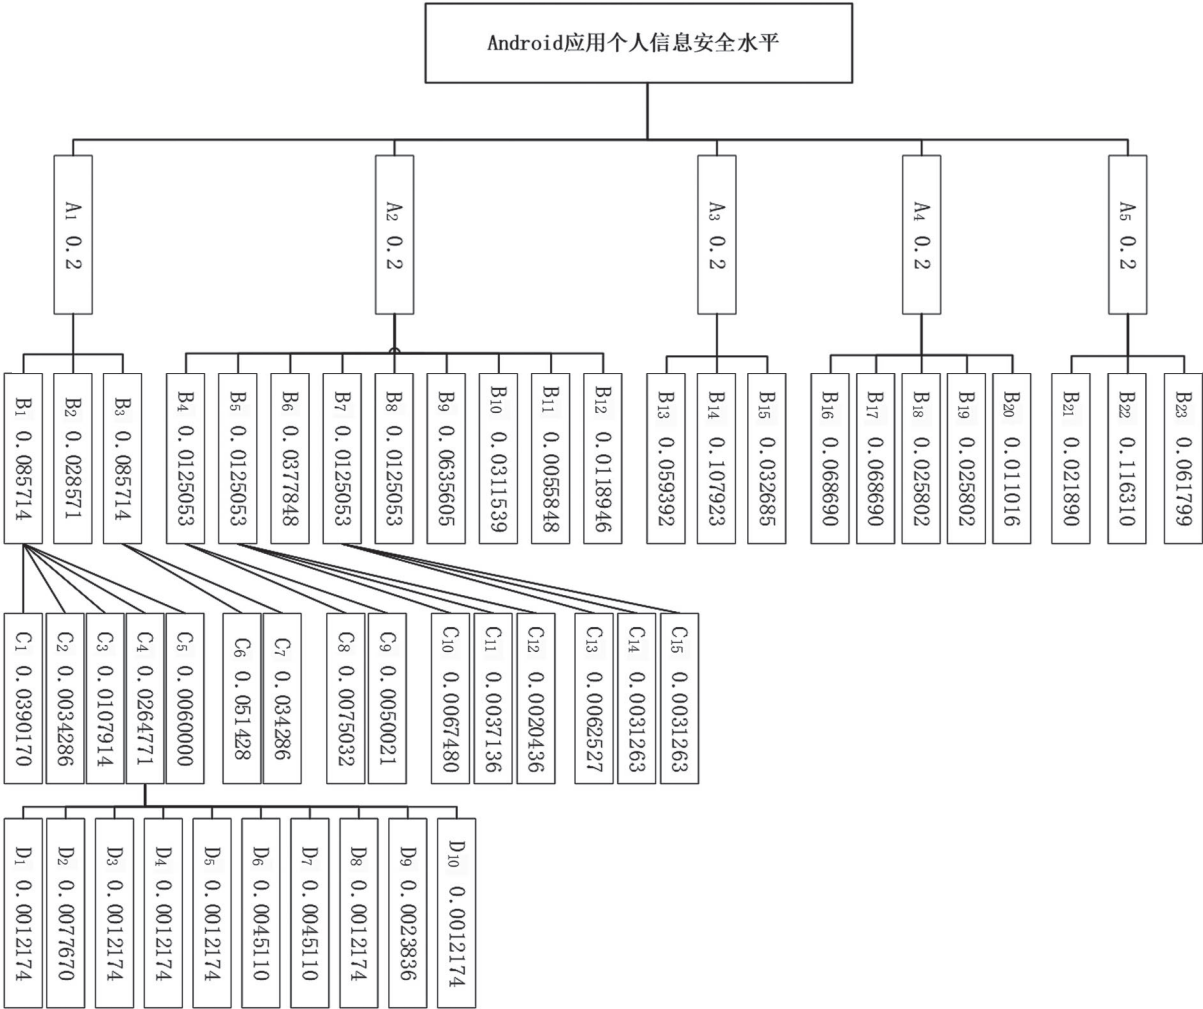 Android应用个人信息安全水平
A1 0.2
A2 0.2
A3 0.2
A4 0.2
A5 0.2
B1 0.085714
B2 0.028571
B3 0.085714
B4 0.0125053
B5 0.0125053
B6 0.0377848
B7 0.0125053
B8 0.0125053
B9 0.0635605
B10 0.0311539
B11 0.0055848
B12 0.0118946
B13 0.059392
B14 0.107923
B15 0.032685
B16 0.068690
B17 0.068690
B18 0.025802
B19 0.025802
B20 0.011016
B21 0.021890
B22 0.116310
B23 0.061799
C1 0.0390170
C2 0.0034286
C3 0.0107914
C4 0.0264771
C5 0.0060000
C6 0.051428
C7 0.034286
C8 0.0075032
C9 0.0050021
C10 0.0067480
C11 0.0037136
C12 0.0020436
C13 0.0062527
C14 0.0031263
C15 0.0031263
D1 0.0012174
D2 0.0077670
D3 0.0012174
D4 0.0012174
D5 0.0012174
D6 0.0045110
D7 0.0045110
D8 0.0012174
D9 0.0023836
D10 0.0012174